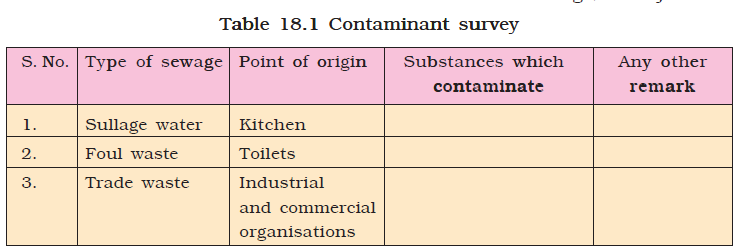 Table 18.1 Contaminant survey
S. No. Type of sewage Point of origin Substances which Any other
contaminate remark
1. Sullage water Kitchen
2. Foul waste Toilets
3. Trade waste Industrial
and commercial
organisations